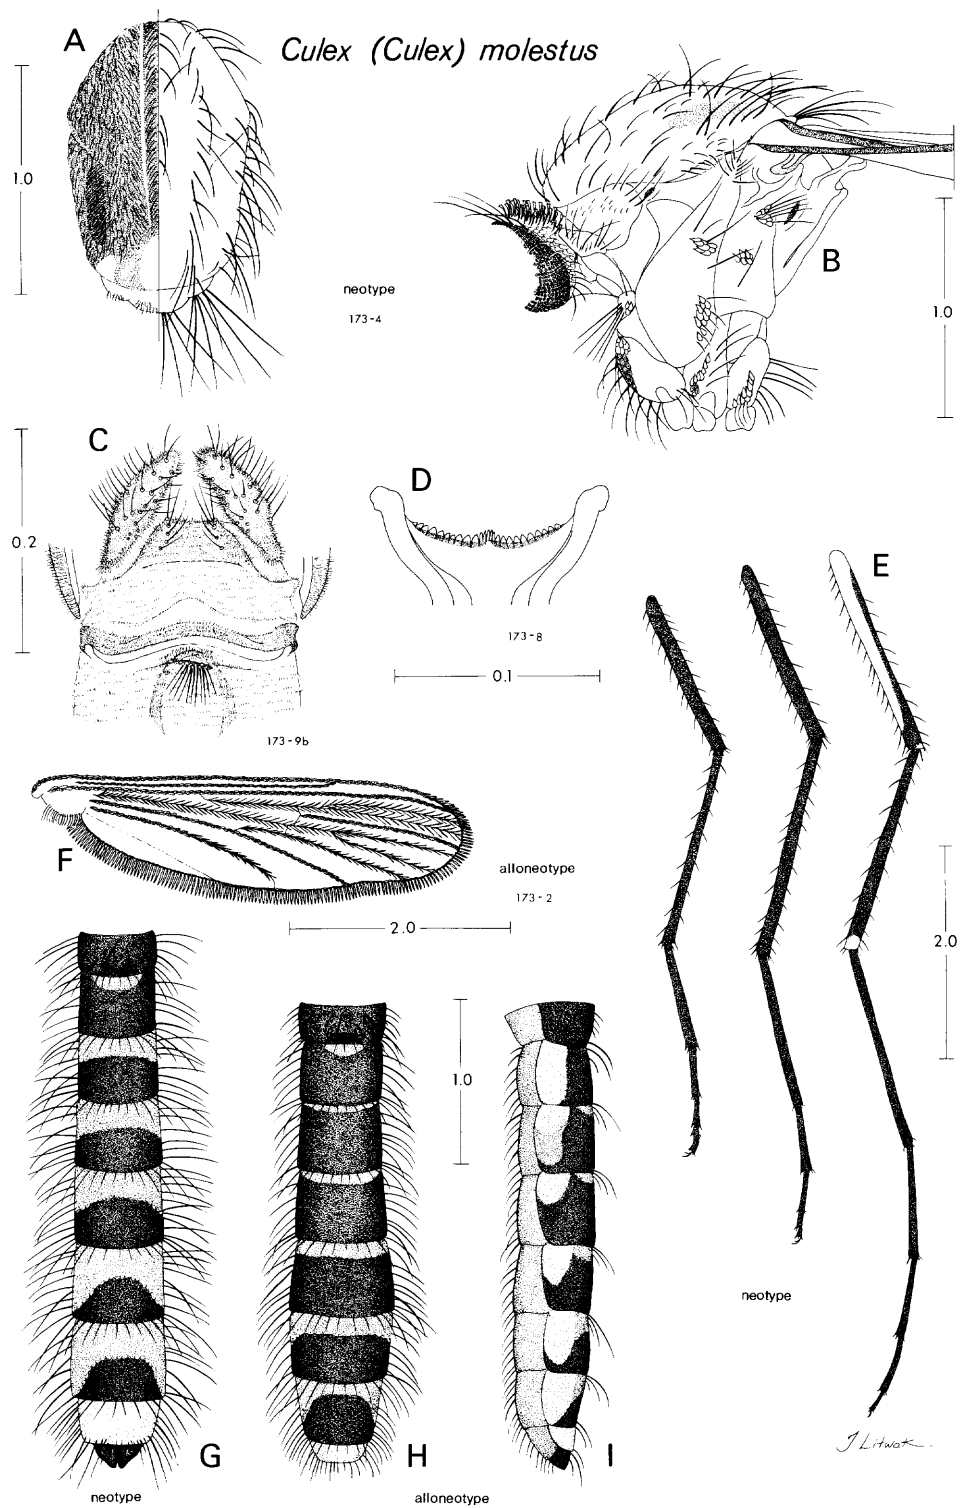 A
Culex (Culex) molestus
1.0
B
neotype
173-4
1.0
C
D
0.2
E
173-8
0.1
173-9b
F
alloneotype
173-2
2.0
2.0
1.0
neotype
J Litwak.
G
H
I
neotype
alloneotype